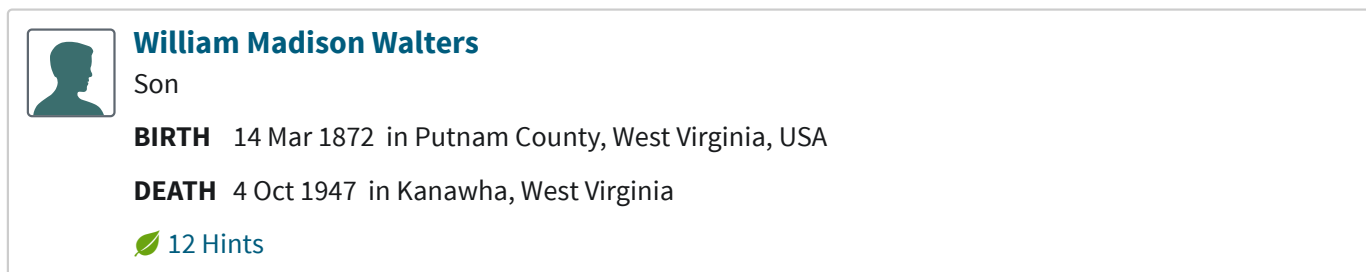 William Madison Walters
Son
BIRTH 14 Mar 1872 in Putnam County, West Virginia, USA
DEATH 4 Oct 1947 in Kanawha, West Virginia
12 Hints